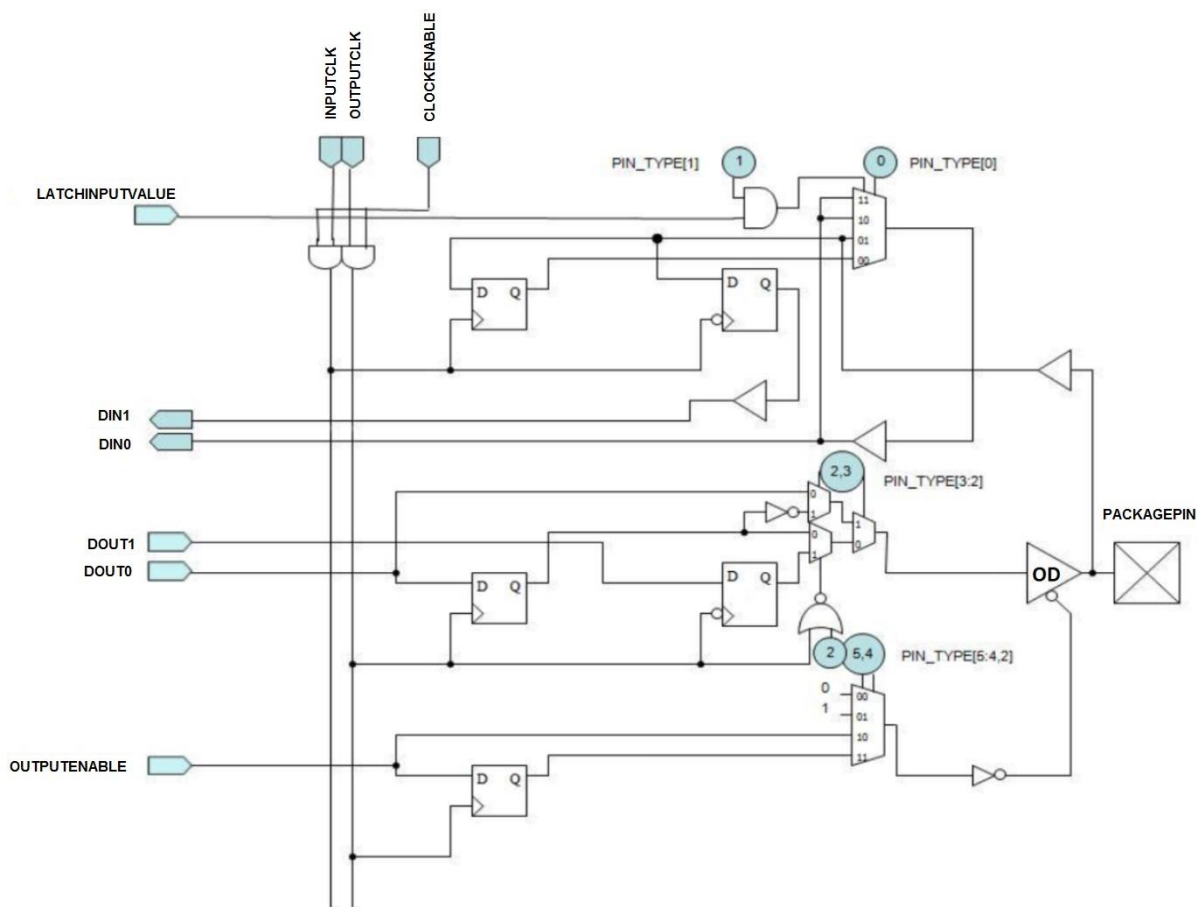 INPUTCLK
OUTPUTCLK
CLOCKENABLE
PIN_TYPE[1]
1
0
PIN_TYPE[0]
LATCHINPUTVALUE
11
10
01
00
D Q
D Q
DIN1
DIN0
2,3
PIN_TYPE[3:2]
0
1
1
0
0
1
PACKAGEPIN
DOUT1
DOUT0
D Q
D Q
OD
2
5,4
PIN_TYPE[5:4,2]
0
1
00
01
10
11
OUTPUTENABLE
D Q